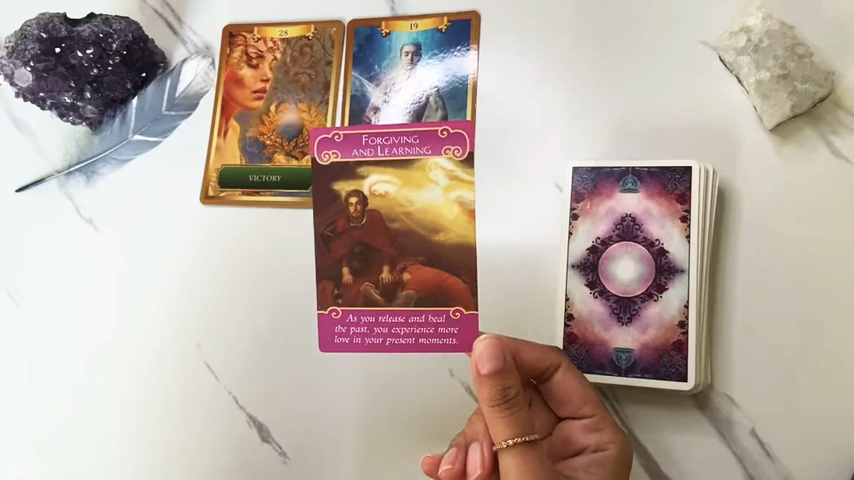 28
19
VICTORY
FORGIVING
AND LEARNING
As you release and heal
the past, you experience more
love in your present moments.